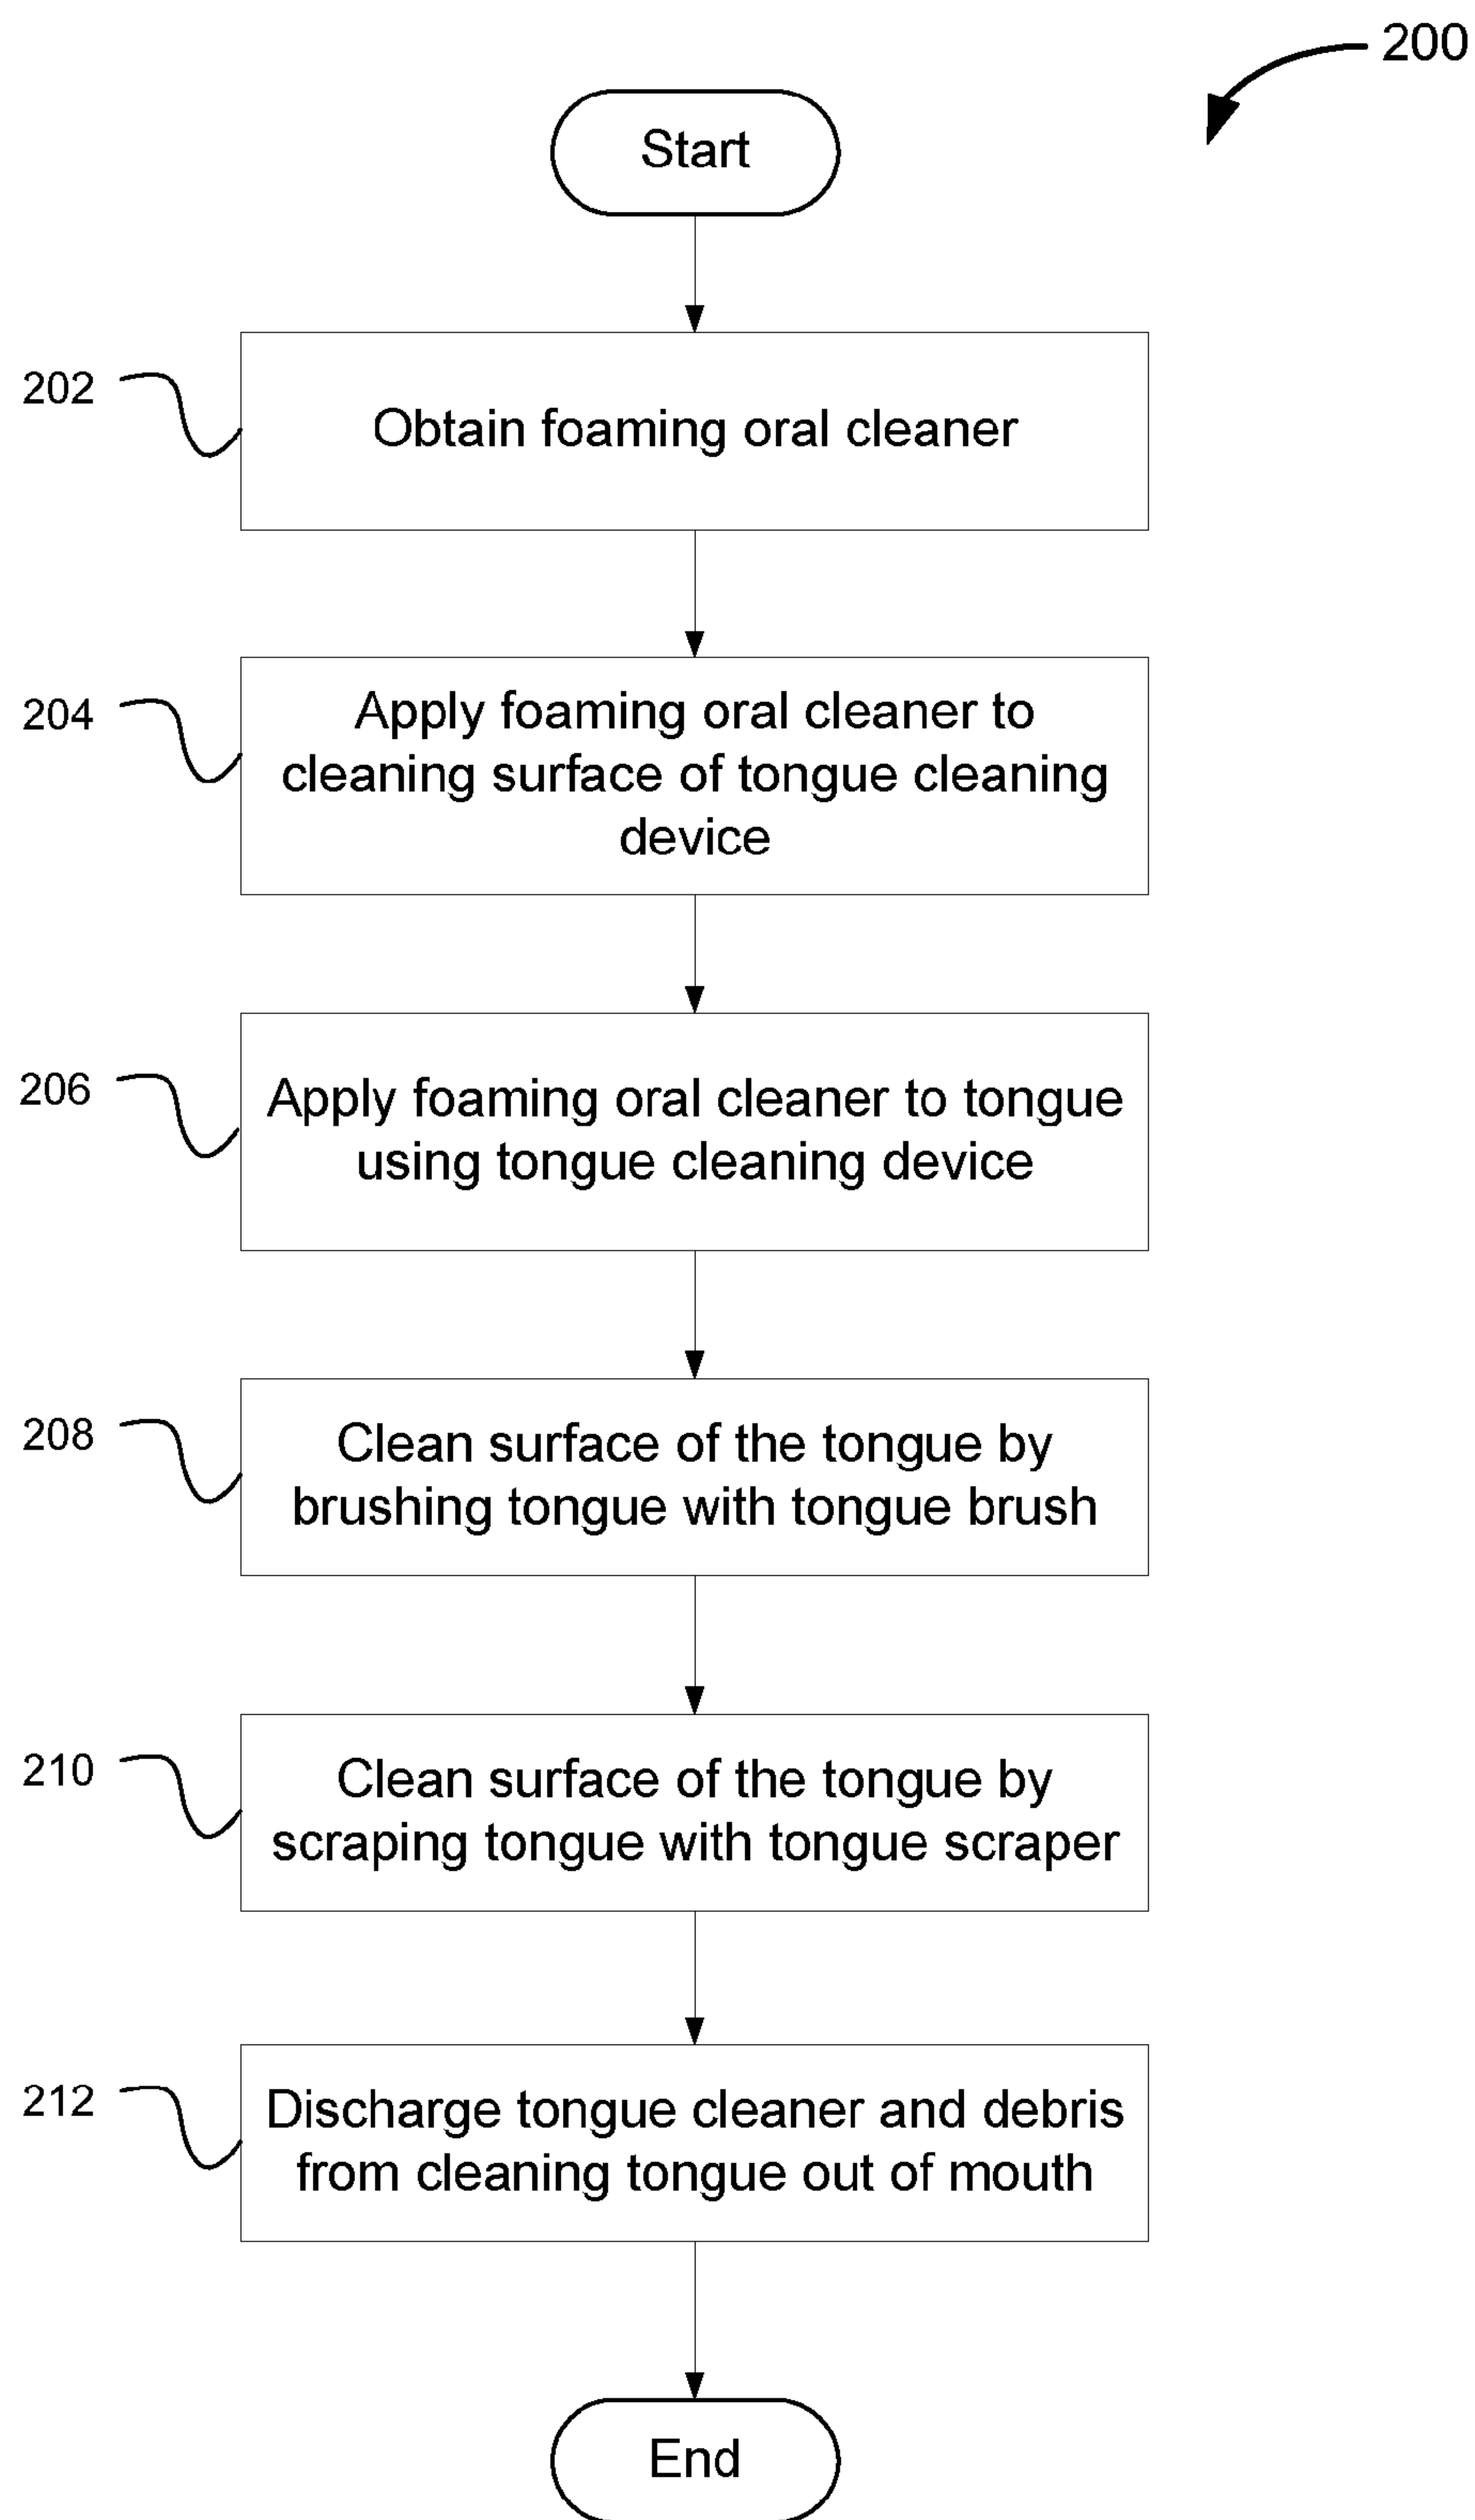 200
Start
202
Obtain foaming oral cleaner
204
Apply foaming oral cleaner to
cleaning surface of tongue cleaning
device
206
Apply foaming oral cleaner to tongue
using tongue cleaning device
208
Clean surface of the tongue by
brushing tongue with tongue brush
210
Clean surface of the tongue by
scraping tongue with tongue scraper
212
Discharge tongue cleaner and debris
from cleaning tongue out of mouth
End